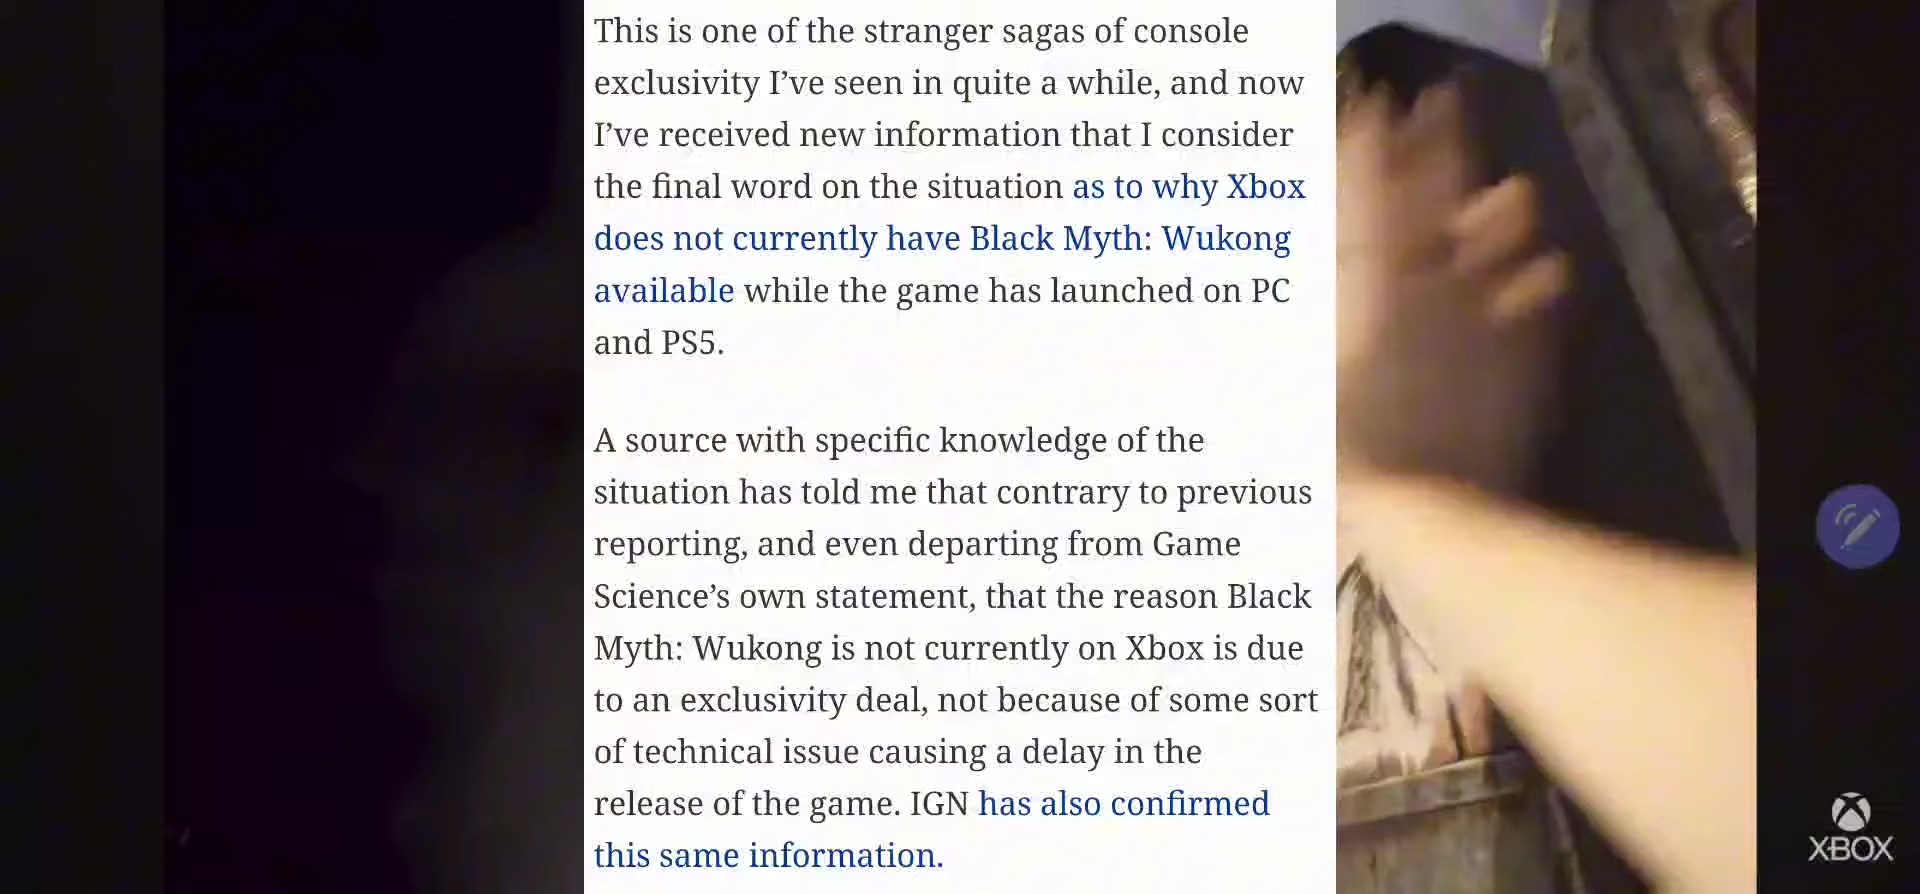 This is one of the stranger sagas of console
exclusivity I’ve seen in quite a while, and now
I’ve received new information that I consider
the final word on the situation as to why Xbox
does not currently have Black Myth: Wukong
available while the game has launched on PC
and PS5.
A source with specific knowledge of the
situation has told me that contrary to previous
reporting, and even departing from Game
Science’s own statement, that the reason Black
Myth: Wukong is not currently on Xbox is due
to an exclusivity deal, not because of some sort
of technical issue causing a delay in the
release of the game. IGN has also confirmed
this same information.
XBOX